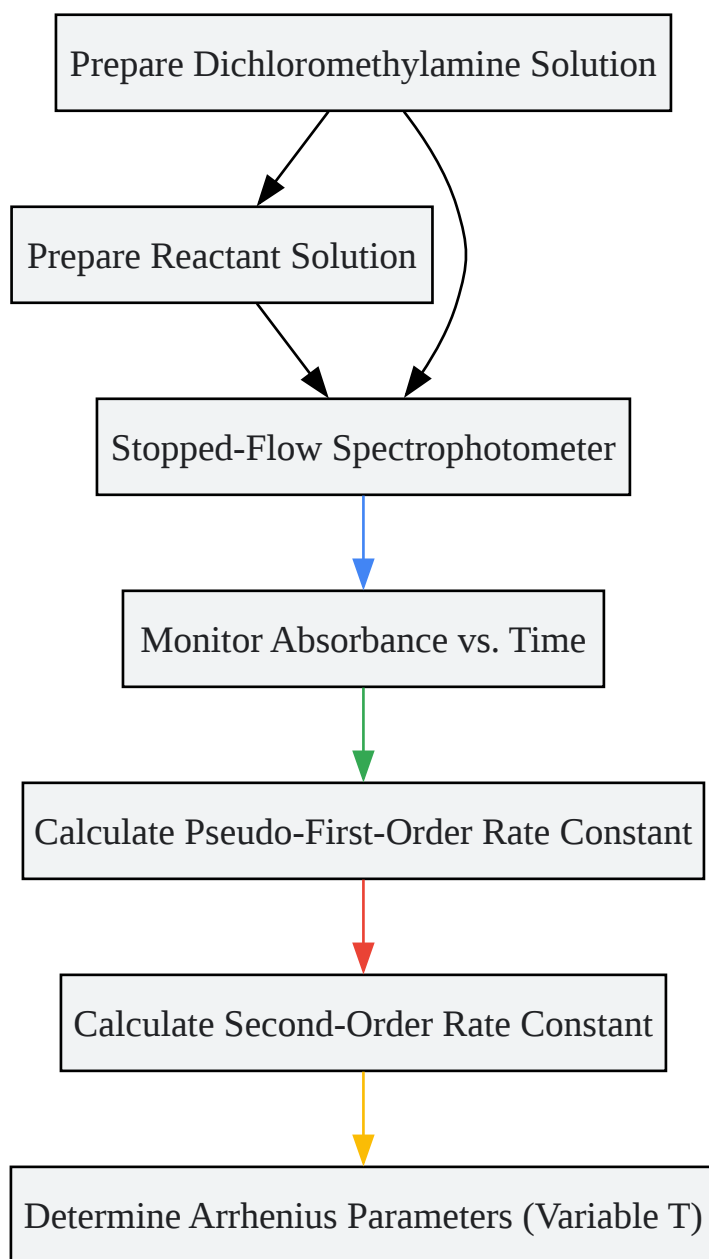 Prepare Dichloromethylamine Solution
Prepare Reactant Solution
Stopped-Flow Spectrophotometer
Monitor Absorbance vs. Time
Calculate Pseudo-First-Order Rate Constant
Calculate Second-Order Rate Constant
Determine Arrhenius Parameters (Variable T)